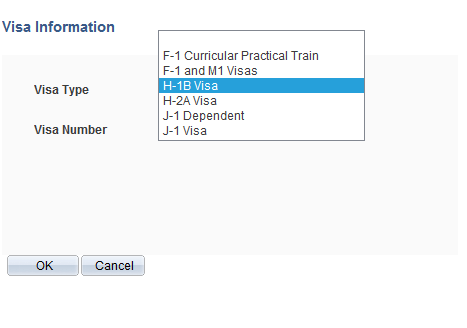 Visa Information
F-1 Curricular Practical Train
F-1 and M1 Visas
Visa Type
H-1B Visa
H-2A Visa
J-1 Dependent
Visa Number
J-1 Visa
OK
Cancel